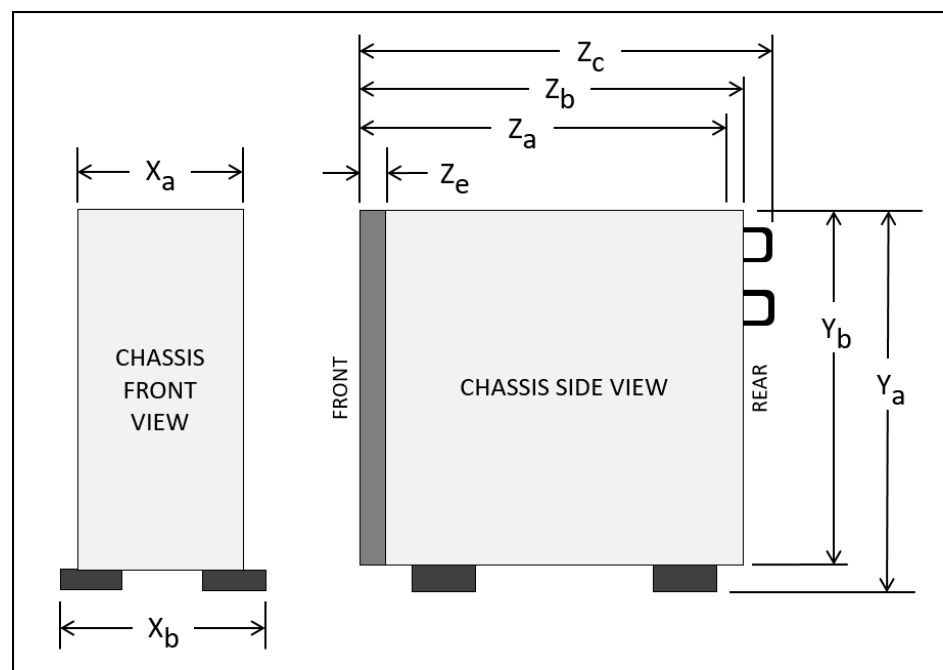 Zc
Zb
Za
Xa
Ze
CHASSIS
FRONT
VIEW
FRONT
CHASSIS SIDE VIEW
REAR
Yb
Ya
Xb